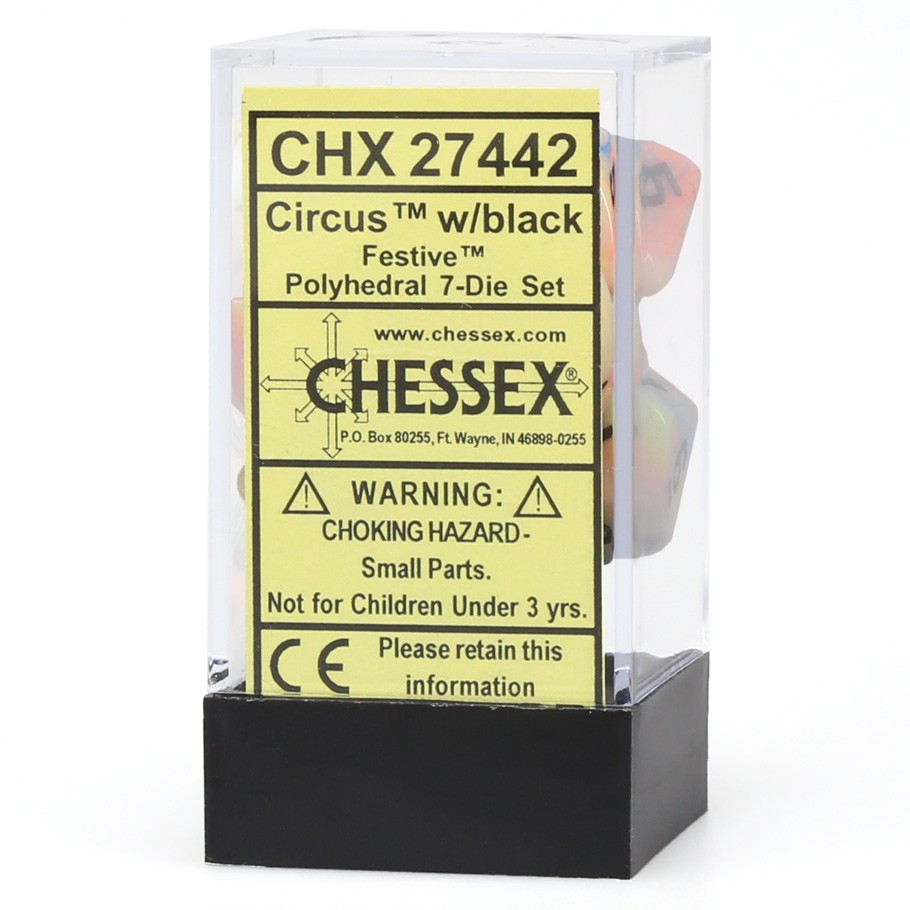 CHX 27442
Circus™ w/black
Festive™
Polyhedral 7-Die Set
www.chessex.com
CHESSEX®
P.O. Box 80255, Ft. Wayne, IN 46898-0255
WARNING:
CHOKING HAZARD-
Small Parts.
Not for Children Under 3 yrs.
CE Please retain this
information